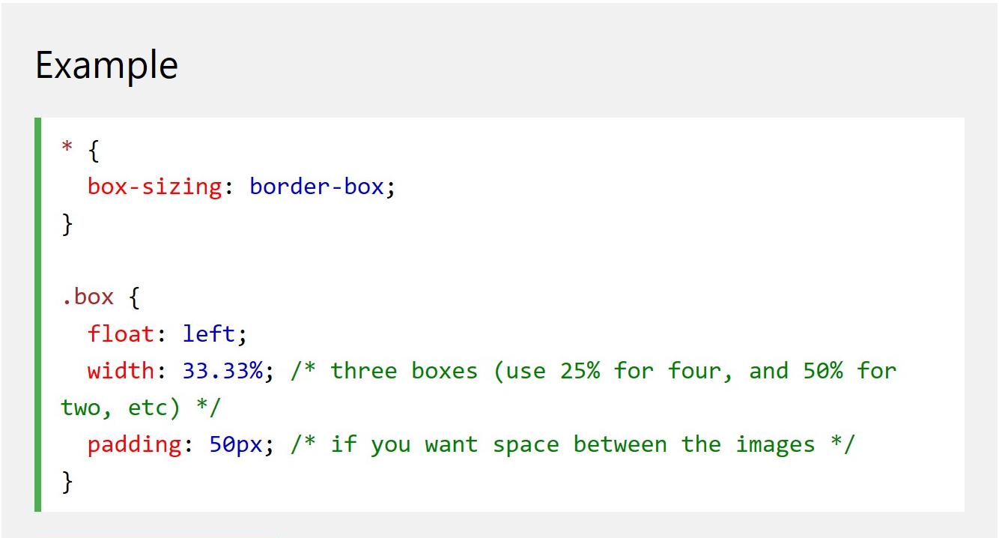 Example
* {
  box-sizing: border-box;
}

.box {
  float: left;
  width: 33.33%; /* three boxes (use 25% for four, and 50% for
two, etc) */
  padding: 50px; /* if you want space between the images */
}